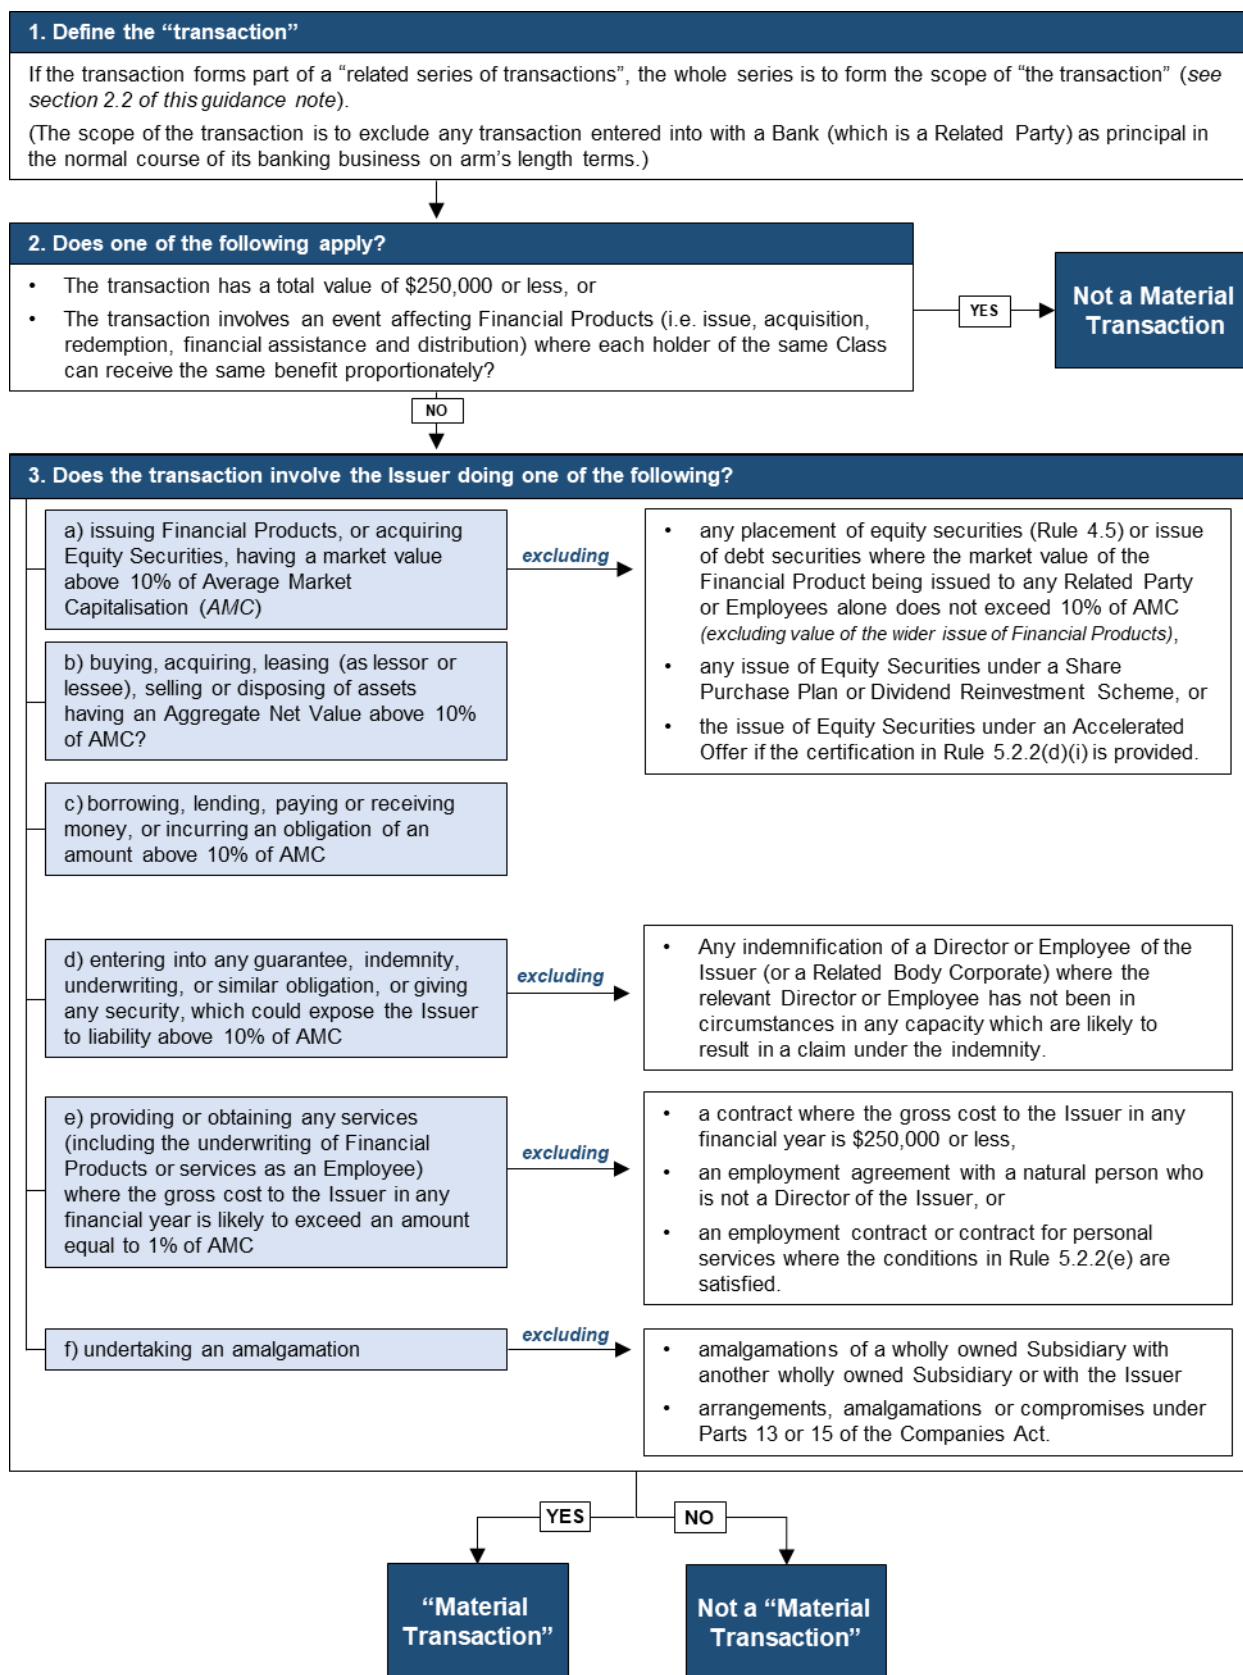 1. Define the “transaction”
If the transaction forms part of a “related series of transactions”, the whole series is to form the scope of “the transaction” (see
section 2.2 of this guidance note).
(The scope of the transaction is to exclude any transaction entered into with a Bank (which is a Related Party) as principal in
the normal course of its banking business on arm’s length terms.)
2. Does one of the following apply?
• The transaction has a total value of $250,000 or less, or
• The transaction involves an event affecting Financial Products (i.e. issue, acquisition,
redemption, financial assistance and distribution) where each holder of the same Class
can receive the same benefit proportionately?
YES
Not a Material
Transaction
NO
3. Does the transaction involve the Issuer doing one of the following?
a) issuing Financial Products, or acquiring
Equity Securities, having a market value
above 10% of Average Market
Capitalisation (AMC)
excluding
• any placement of equity securities (Rule 4.5) or issue
of debt securities where the market value of the
Financial Product being issued to any Related Party
or Employees alone does not exceed 10% of AMC
(excluding value of the wider issue of Financial Products),
• any issue of Equity Securities under a Share
Purchase Plan or Dividend Reinvestment Scheme, or
• the issue of Equity Securities under an Accelerated
Offer if the certification in Rule 5.2.2(d)(i) is provided.
b) buying, acquiring, leasing (as lessor or
lessee), selling or disposing of assets
having an Aggregate Net Value above 10%
of AMC?
c) borrowing, lending, paying or receiving
money, or incurring an obligation of an
amount above 10% of AMC
d) entering into any guarantee, indemnity,
underwriting, or similar obligation, or giving
any security, which could expose the Issuer
to liability above 10% of AMC
excluding
• Any indemnification of a Director or Employee of the
Issuer (or a Related Body Corporate) where the
relevant Director or Employee has not been in
circumstances in any capacity which are likely to
result in a claim under the indemnity.
e) providing or obtaining any services
(including the underwriting of Financial
Products or services as an Employee)
where the gross cost to the Issuer in any
financial year is likely to exceed an amount
equal to 1% of AMC
excluding
• a contract where the gross cost to the Issuer in any
financial year is $250,000 or less,
• an employment agreement with a natural person who
is not a Director of the Issuer, or
• an employment contract or contract for personal
services where the conditions in Rule 5.2.2(e) are
satisfied.
f) undertaking an amalgamation
excluding
• amalgamations of a wholly owned Subsidiary with
another wholly owned Subsidiary or with the Issuer
• arrangements, amalgamations or compromises under
Parts 13 or 15 of the Companies Act.
YES
NO
“Material
Transaction”
Not a “Material
Transaction”